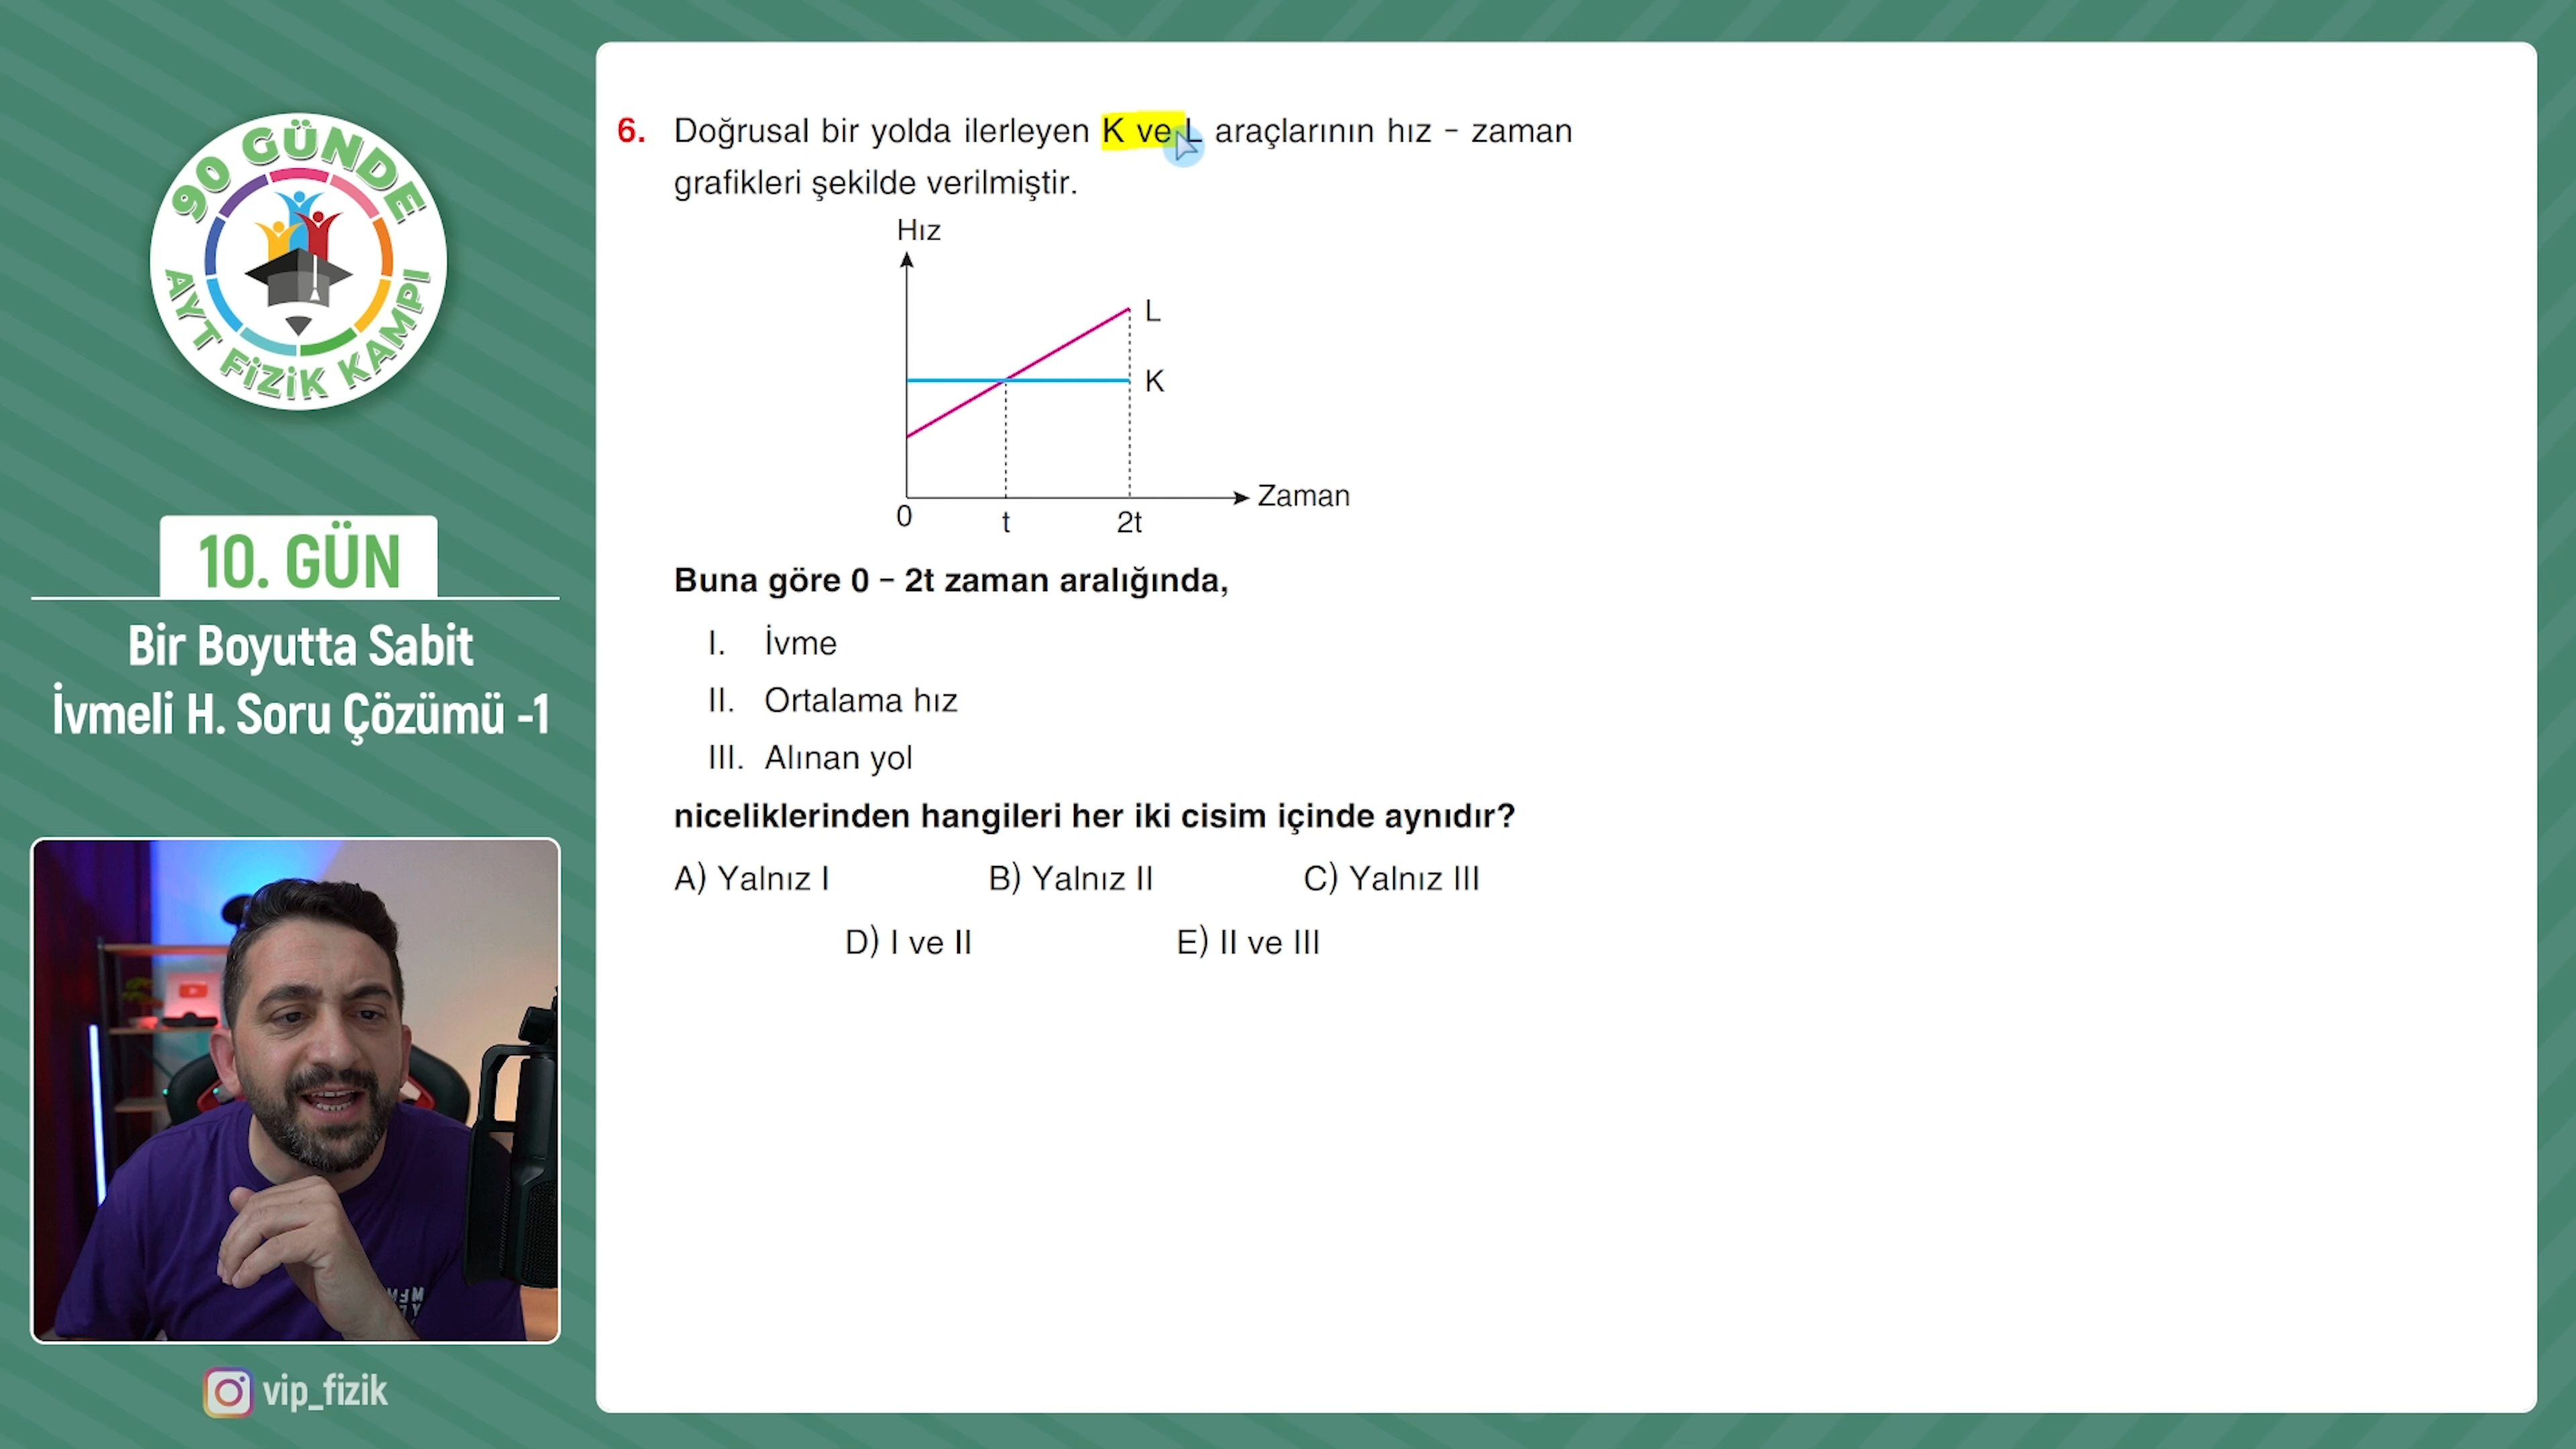 90 GÜNDE
AYT FİZİK KAMPI
10. GÜN
Bir Boyutta Sabit
İvmeli H. Soru Çözümü -1
vip_fizik
6. Doğrusal bir yolda ilerleyen K ve L araçlarının hız - zaman
grafikleri şekilde verilmiştir.
Hız
L
K
Zaman
0 t 2t
Buna göre 0 – 2t zaman aralığında,
I. İvme
II. Ortalama hız
III. Alınan yol
niceliklerinden hangileri her iki cisim içinde aynıdır?
A) Yalnız I B) Yalnız II C) Yalnız III
D) I ve II E) II ve III